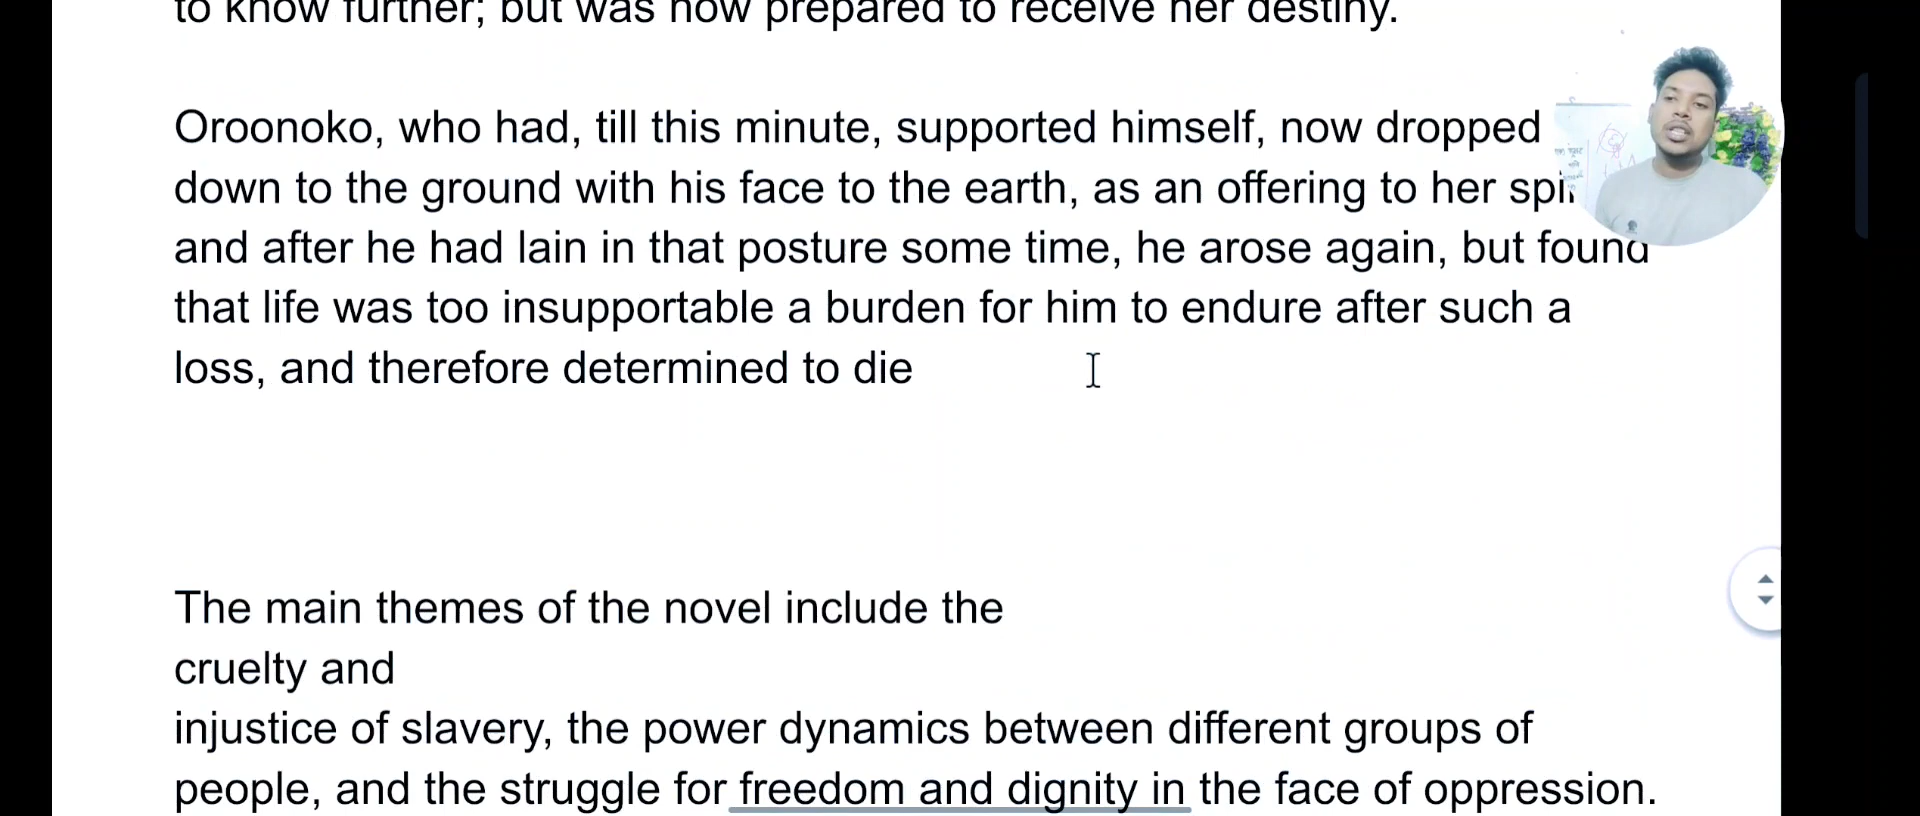 to know further; but was now prepared to receive her destiny.
Oroonoko, who had, till this minute, supported himself, now dropped
down to the ground with his face to the earth, as an offering to her
and after he had lain in that posture some time, he arose again, but found
that life was too insupportable a burden for him to endure after such a
loss, and therefore determined to die
The main themes of the novel include the
cruelty and
injustice of slavery, the power dynamics between different groups of
people, and the struggle for freedom and dignity in the face of oppression.